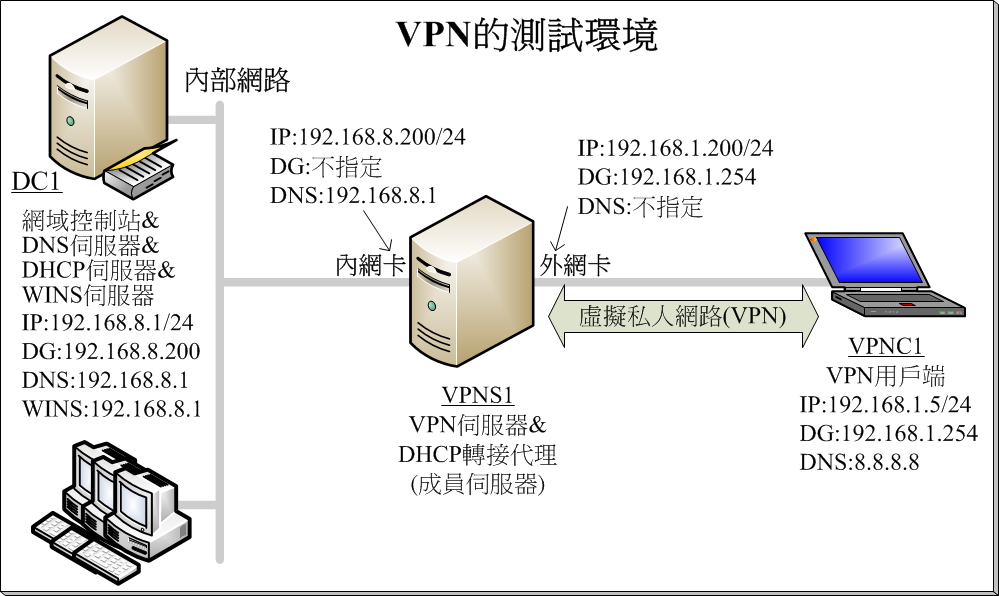 VPN的測試環境
內部網路
DC1
網域控制站&
DNS伺服器&
DHCP伺服器&
WINS伺服器
IP:192.168.8.1/24
DG:192.168.8.200
DNS:192.168.8.1
WINS:192.168.8.1
IP:192.168.8.200/24
DG:不指定
DNS:192.168.8.1
內網卡
IP:192.168.1.200/24
DG:192.168.1.254
DNS:不指定
外網卡
虛擬私人網路(VPN)
VPNS1
VPN伺服器&
DHCP轉接代理
(成員伺服器)
VPNC1
VPN用戶端
IP:192.168.1.5/24
DG:192.168.1.254
DNS:8.8.8.8